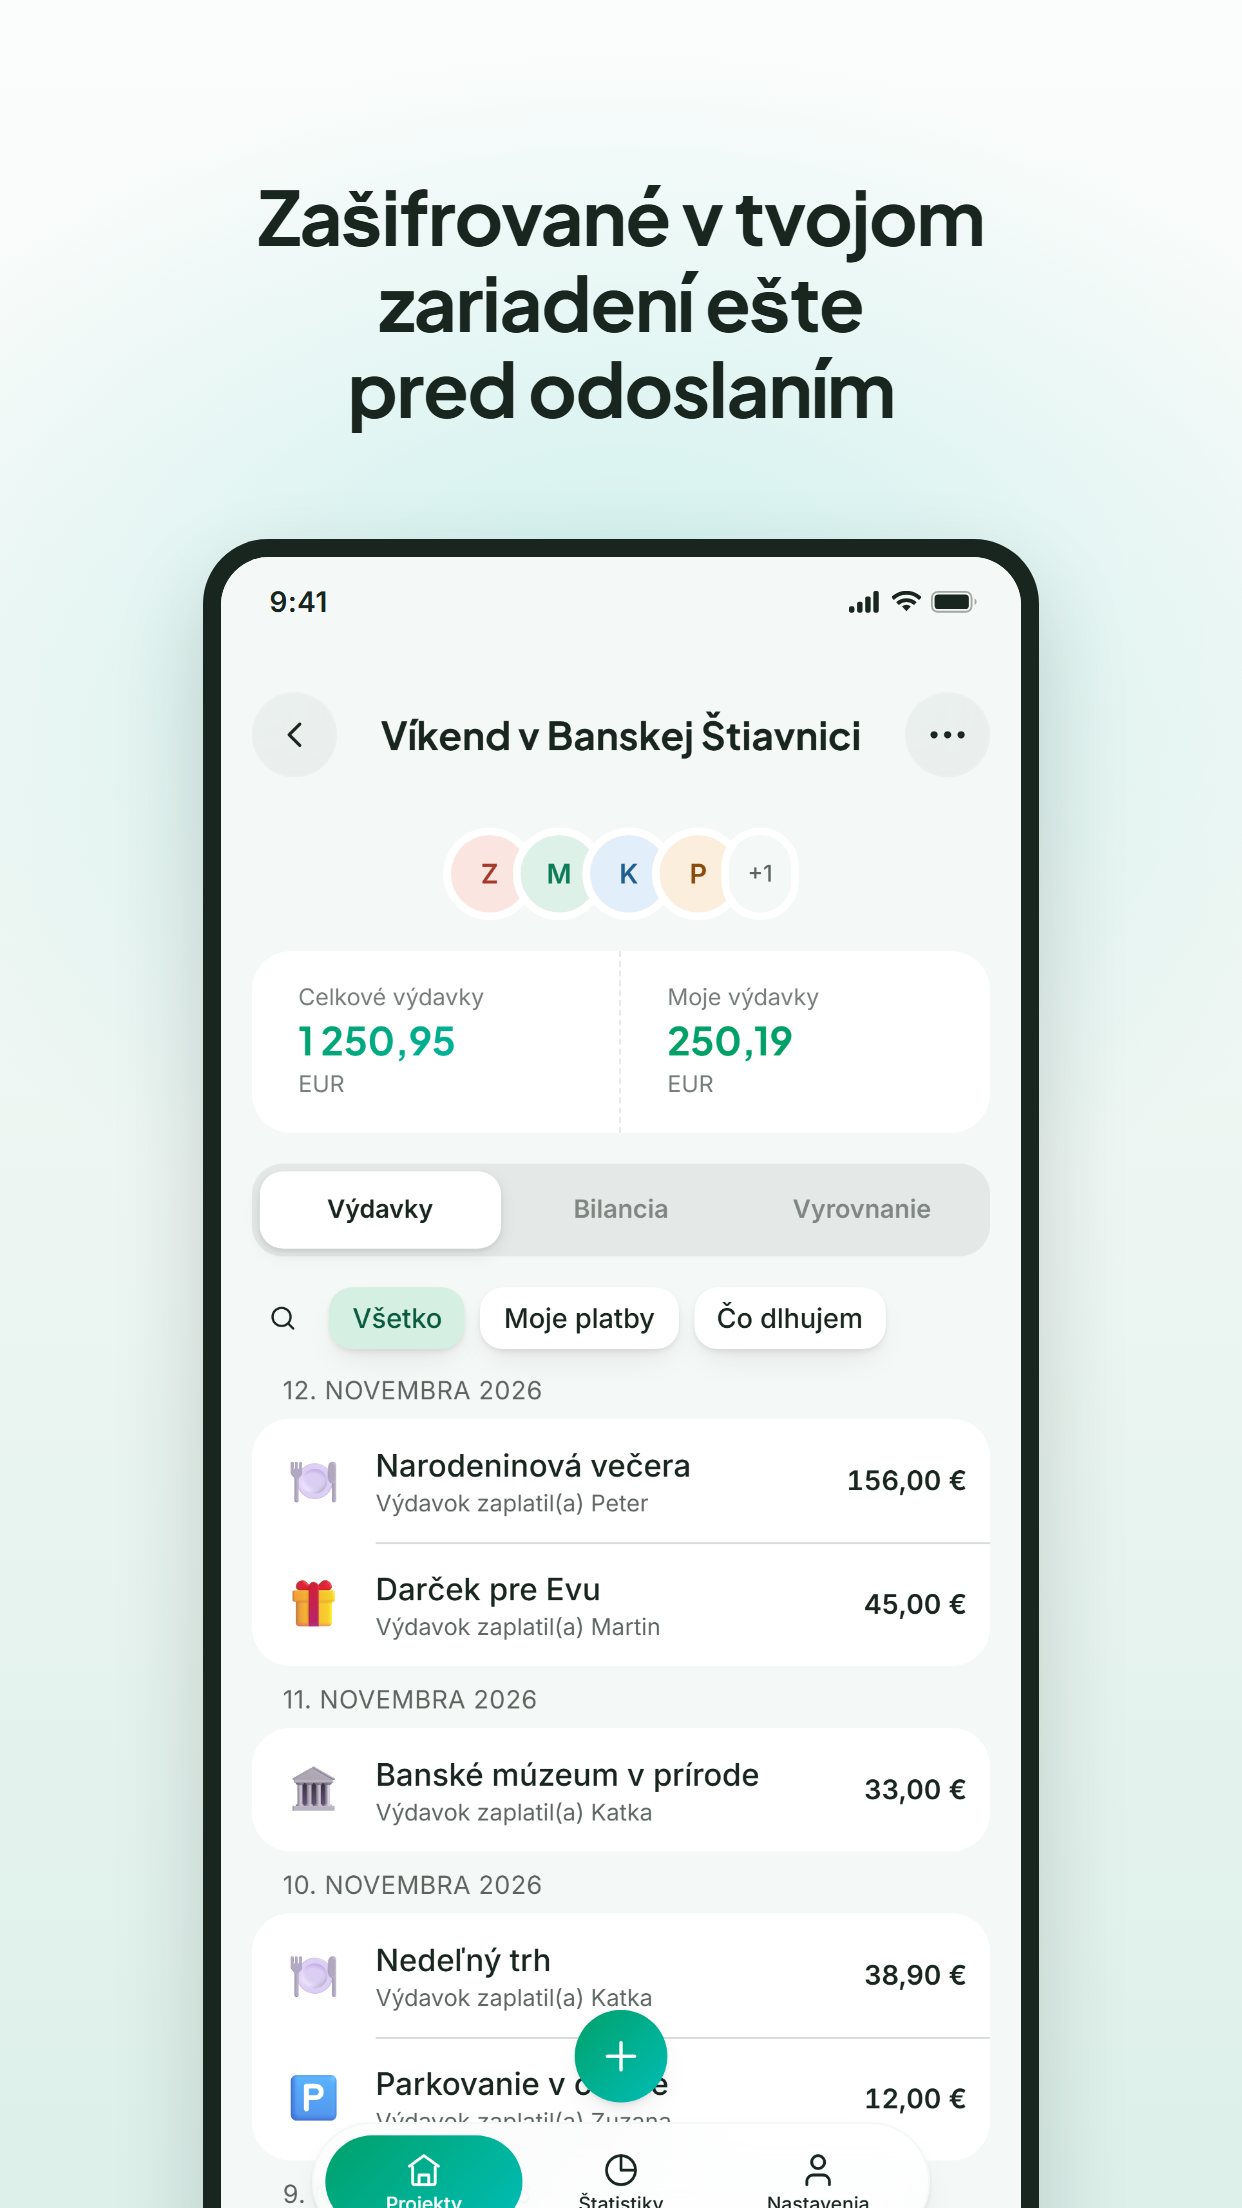 Zašifrované v tvojom
zariadení ešte
pred odoslaním
9:41
Víkend v Banskej Štiavnici
Z M K P +1
Celkové výdavky
1 250,95
EUR
Moje výdavky
250,19
EUR
Výdavky Bilancia Vyrovnanie
Všetko Moje platby Čo dlhujem
12. NOVEMBRA 2026
Narodeninová večera
Výdavok zaplatil(a) Peter
156,00 €
Darček pre Evu
Výdavok zaplatil(a) Martin
45,00 €
11. NOVEMBRA 2026
Banské múzeum v prírode
Výdavok zaplatil(a) Katka
33,00 €
10. NOVEMBRA 2026
Nedeľný trh
Výdavok zaplatil(a) Katka
38,90 €
P
Parkovanie v
12,00 €
Výdavok zaplatil(a) Zuzana
9.
Projekty Štatistiky Nastavenia